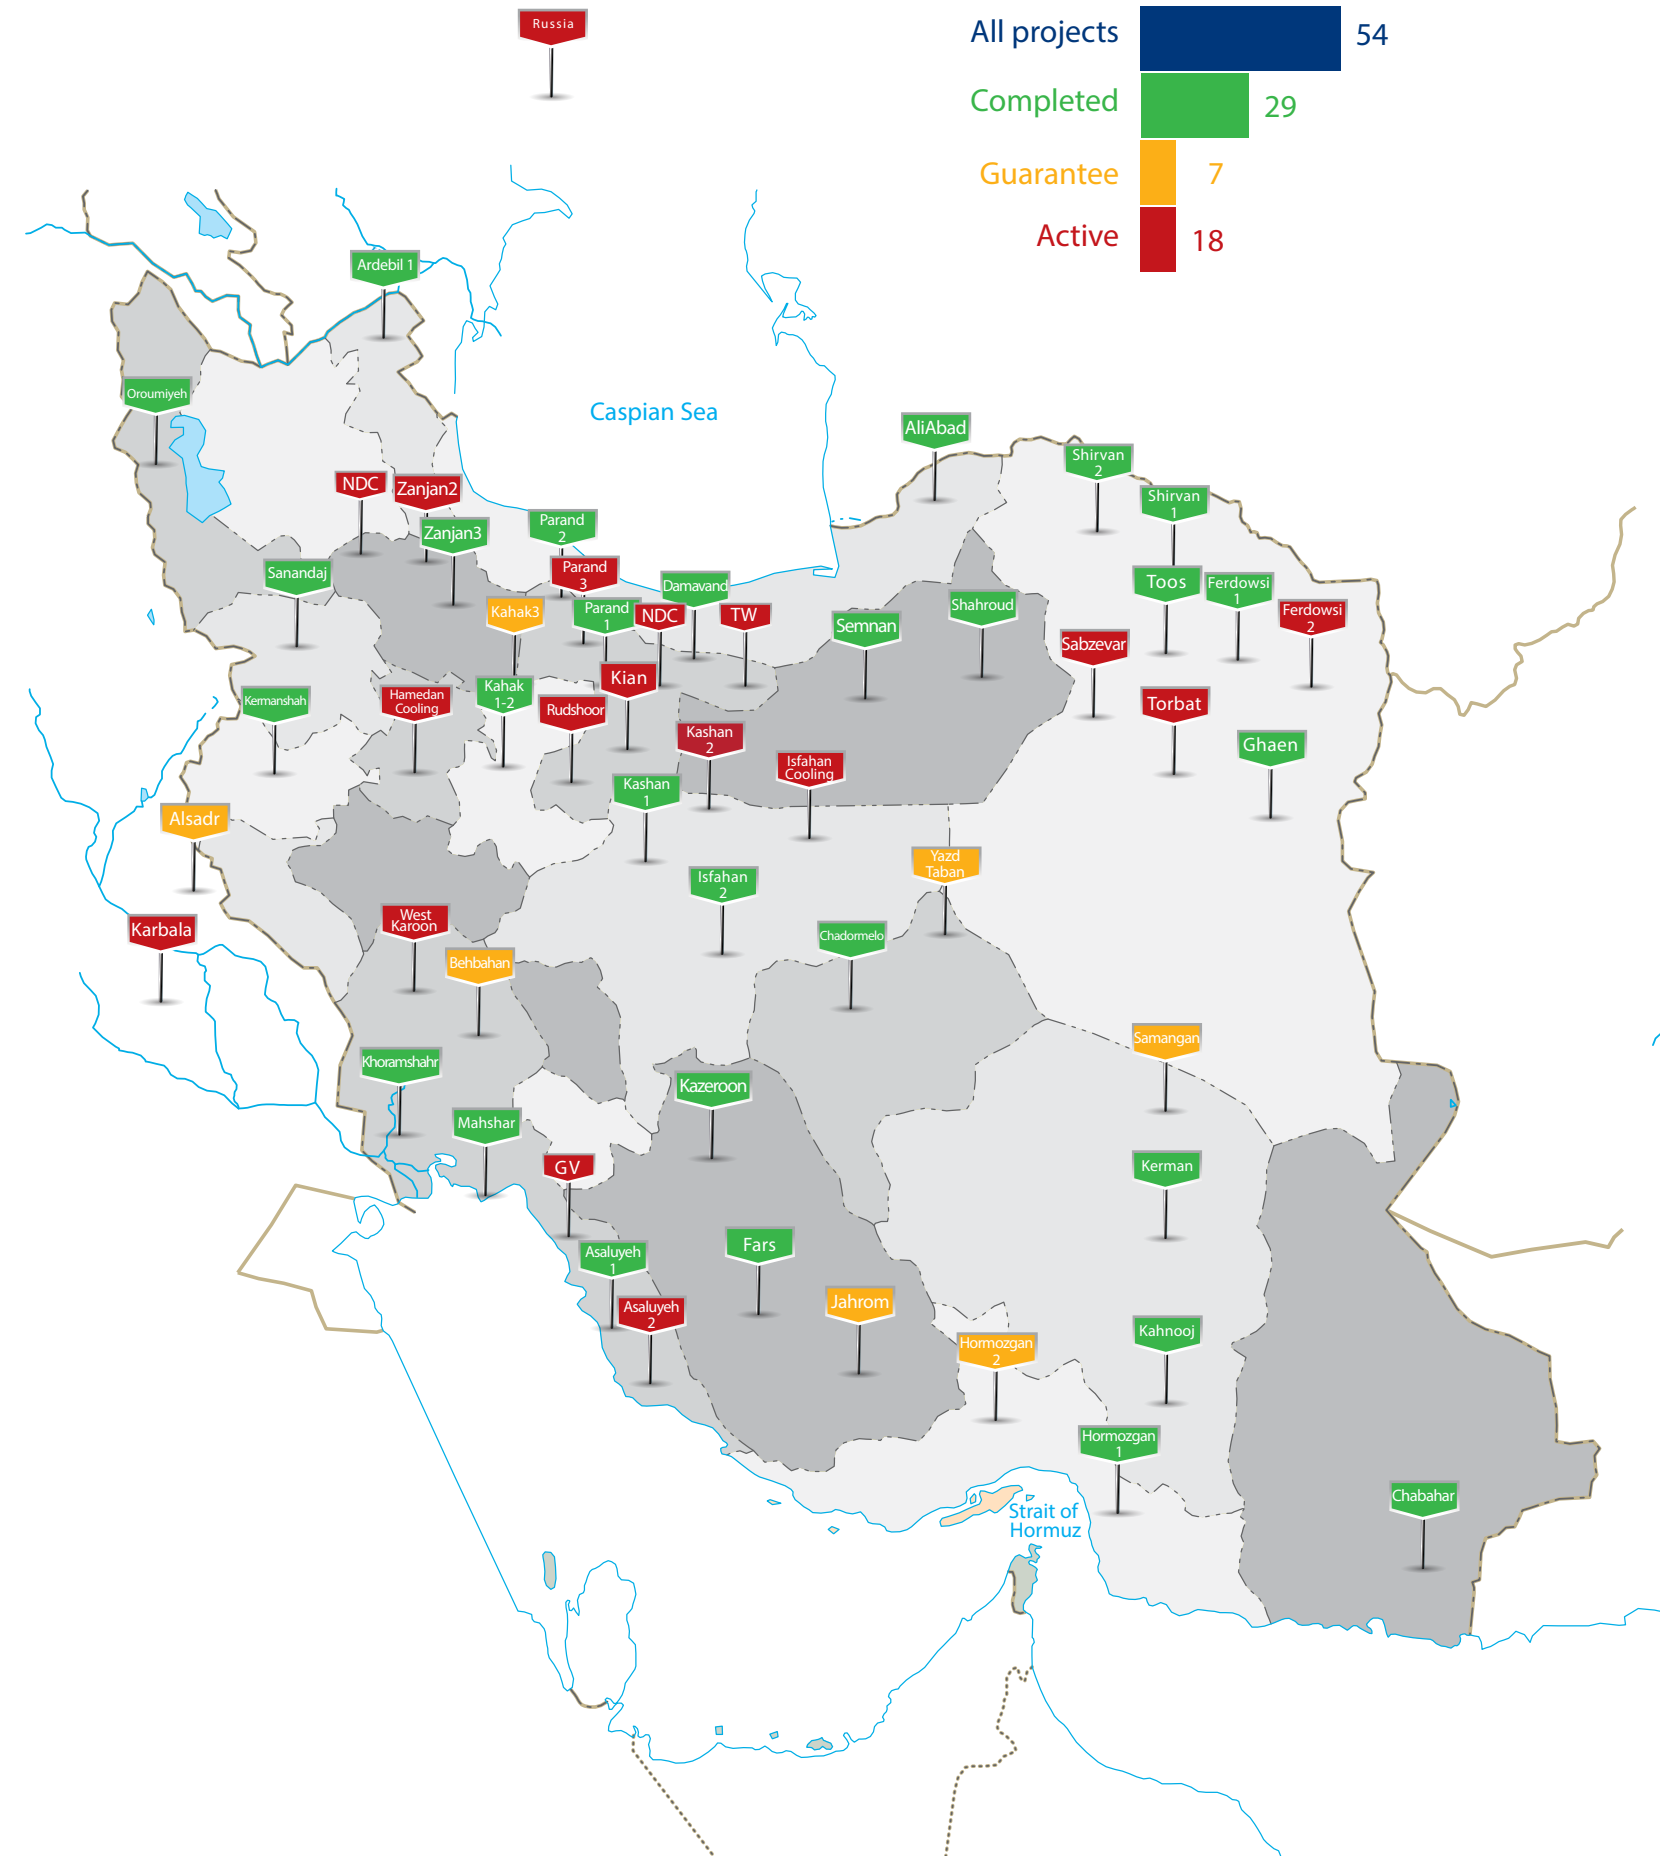 Russia
All projects
54
Completed
29
Guarantee
7
Active
18
Ardebil 1
Oroumiyeh
Caspian Sea
AliAbad
Shirvan
2
NDC
Zanjan2
Shirvan
1
Zanjan3
Parand
2
Sanandaj
Parand
3
Damavand
Toos
Ferdowsi
1
Kahak3
Parand
1
NDC
TW
Semnan
Shahroud
Ferdowsi
2
Sabzevar
Kermanshah
Hamedan
Cooling
Kahak
1-2
Rudshoor
Kian
Torbat
Kashan
2
Isfahan
Cooling
Ghaen
Kashan
1
Alsadr
Yazd
Taban
Isfahan
2
Karbala
West
Karoon
Chadormelo
Behbahan
Samangan
Khoramshahr
Kazeroon
Mahshar
GV
Kerman
Asaluyeh
1
Fars
Asaluyeh
2
Jahrom
Hormozgan
2
Kahnooj
Hormozgan
1
Chabahar
Strait of
Hormuz